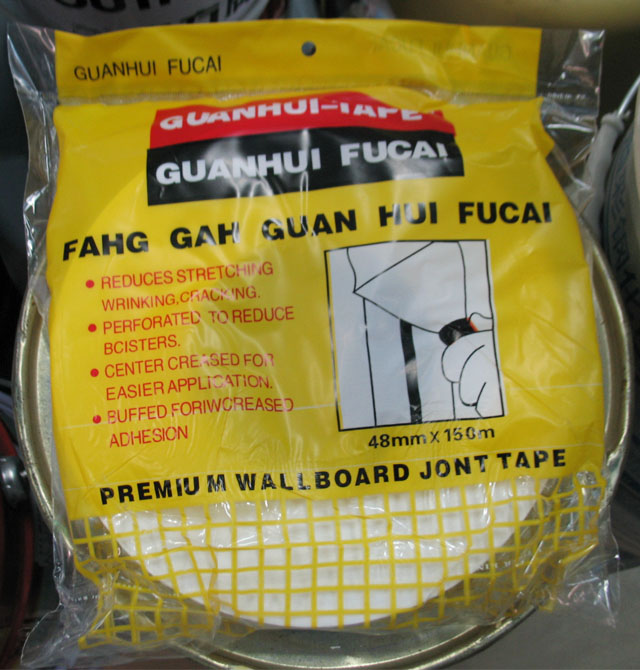 GUANHUI FUCAI
GUANHUI-TAPE
GUANHUI FUCAI
FAHG GAH GUAN HUI FUCAI
REDUCES STRETCHING
WRINKING.CRACKING.
PERFORATED TO REDUCE
BCISTERS.
CENTER CREASED FOR
EASIER APPLICATION.
BUFFED FORIWCREASED
ADHESION
48mm X 150m
PREMIUM WALLBOARD JONT TAPE